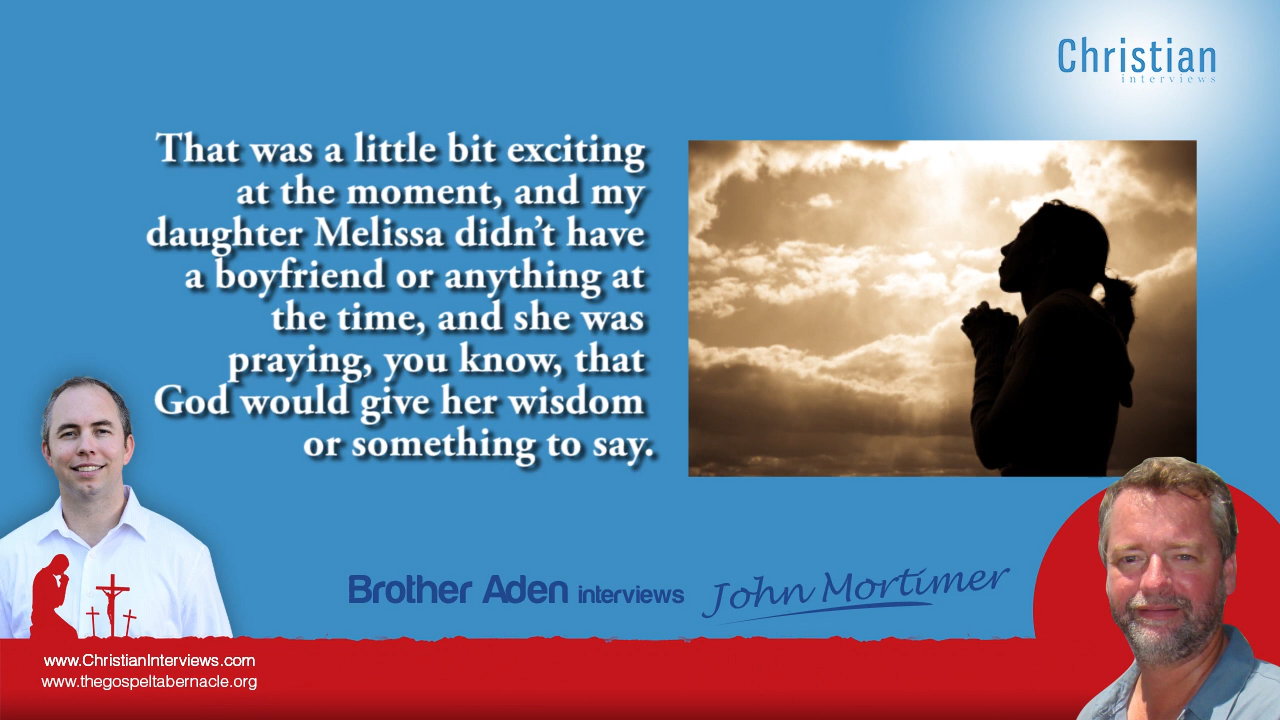 Christian
interviews
That was a little bit exciting
at the moment, and my
daughter Melissa didn’t have
a boyfriend or anything at
the time, and she was
praying, you know, that
God would give her wisdom
or something to say.
Brother Aden interviews John Mortimer
www.ChristianInterviews.com
www.thegospeltabernacle.org